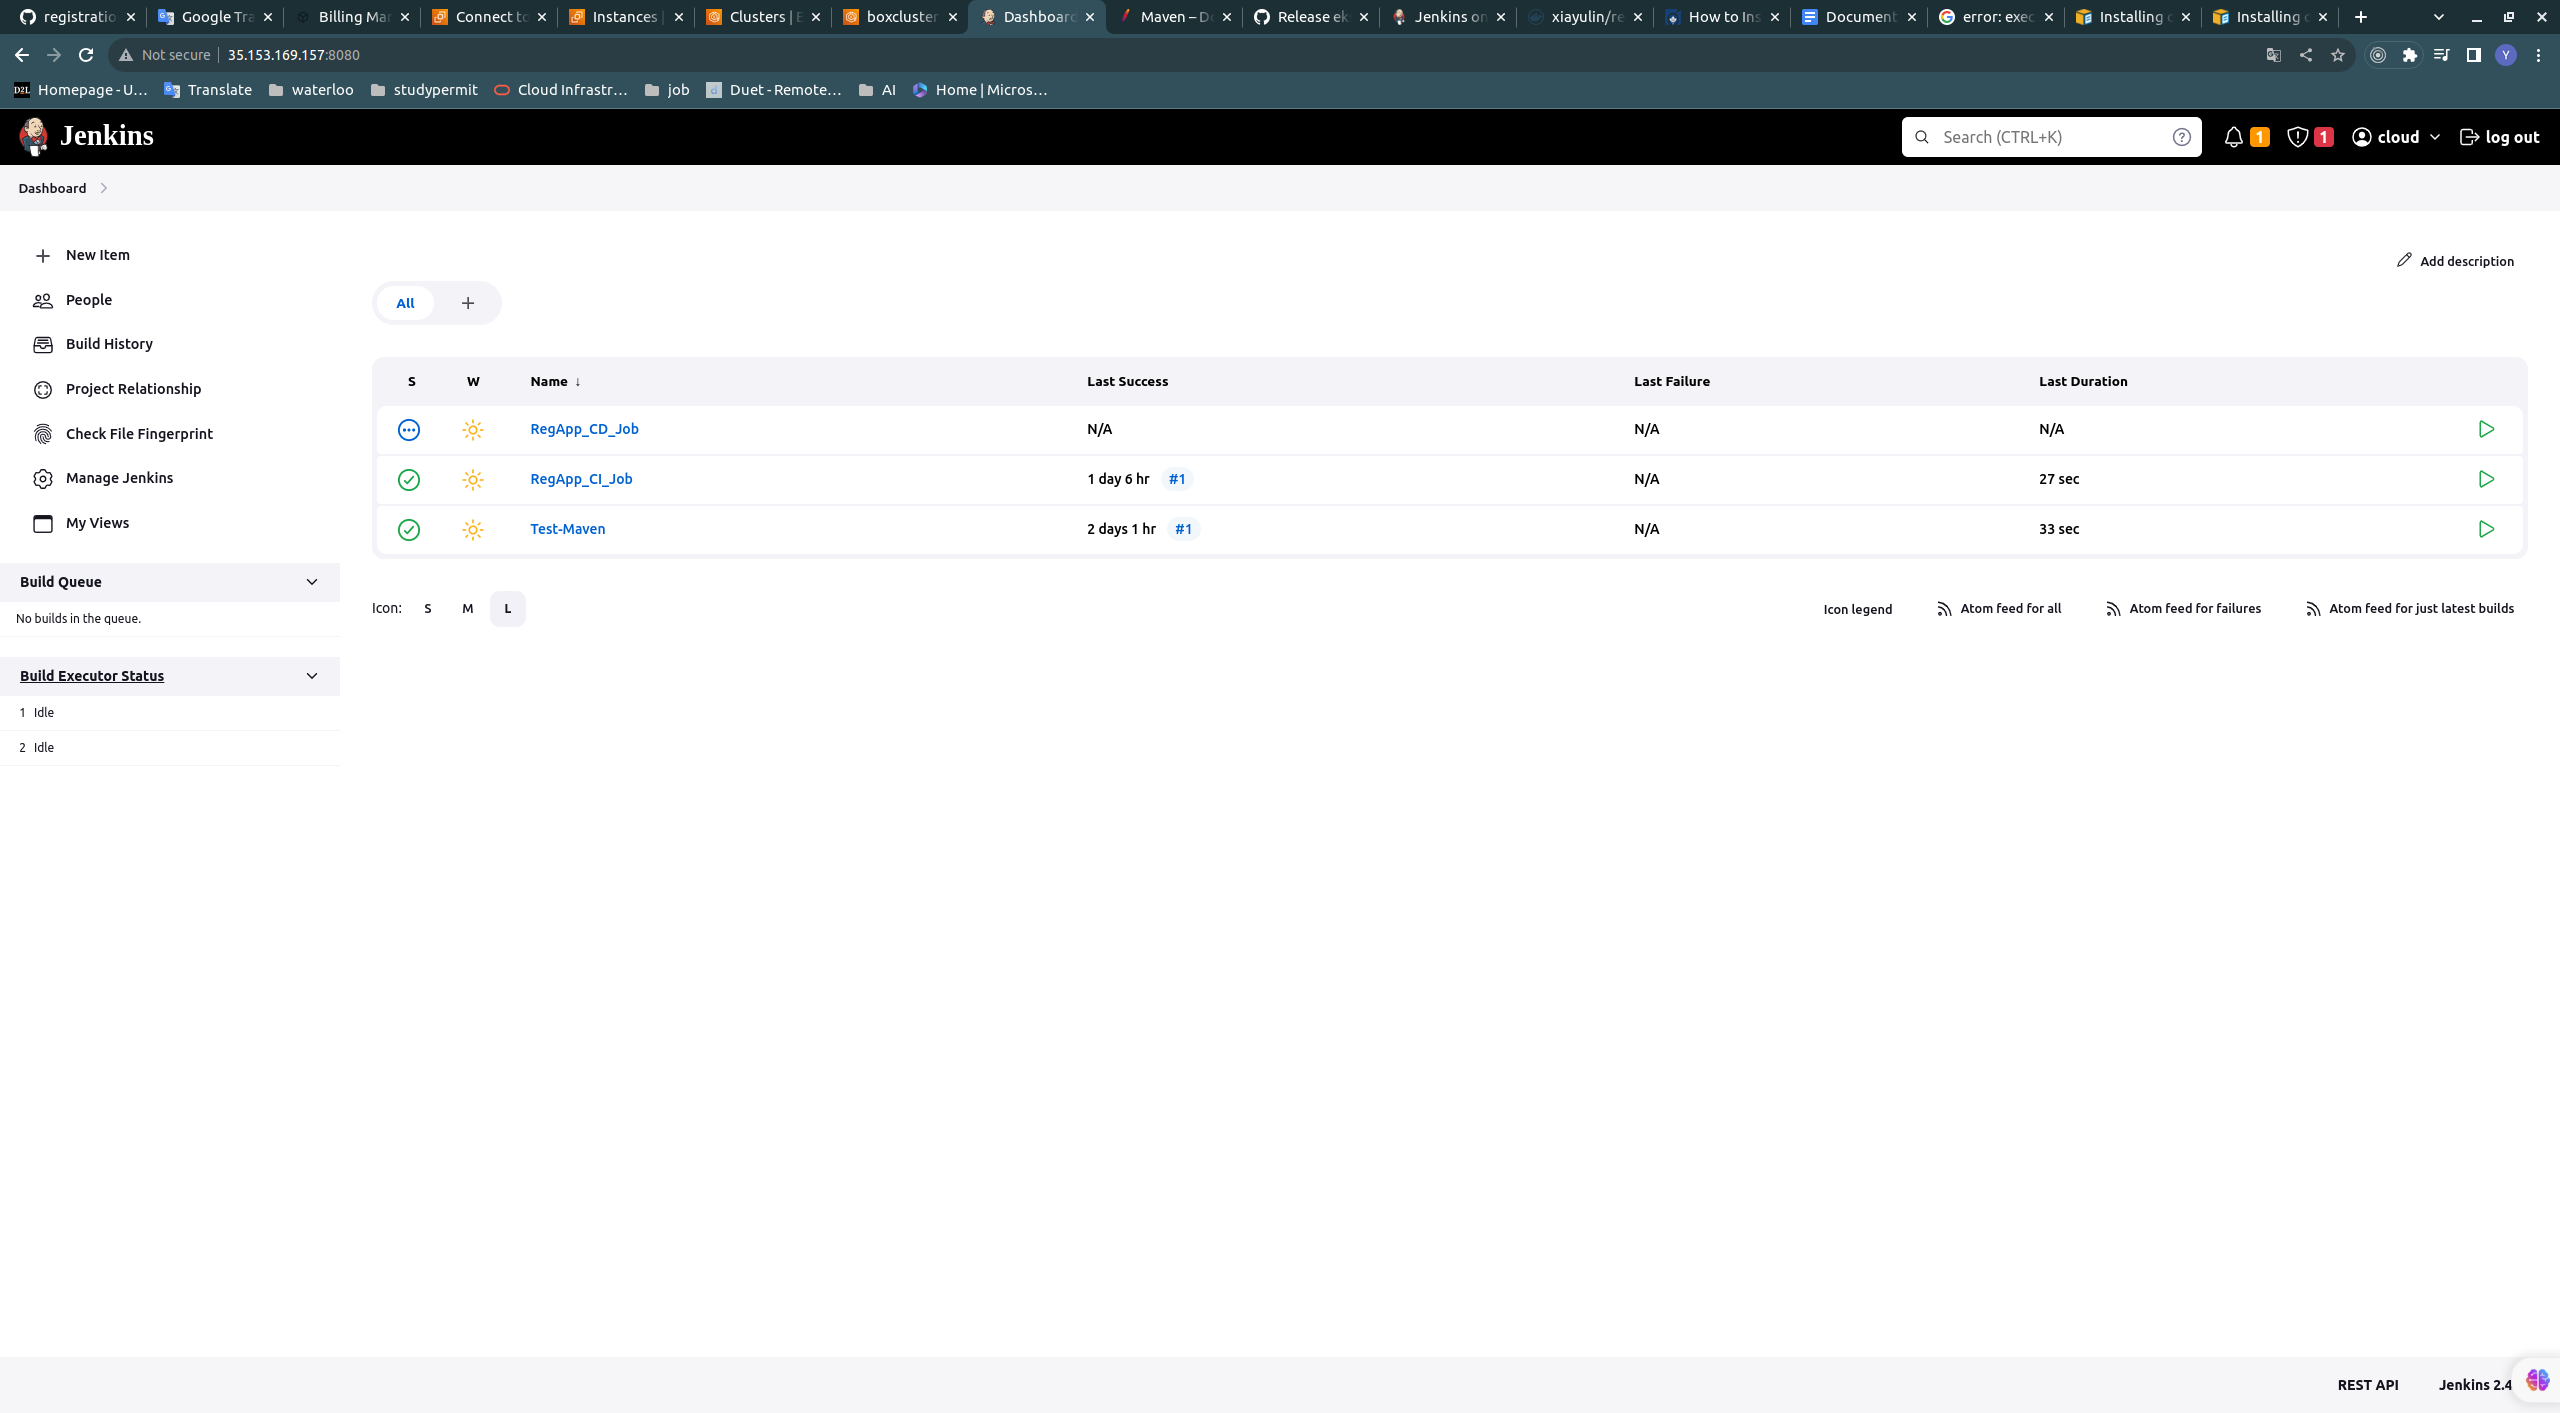 registratio Google Tra Billing Mar Connect to Instances | Clusters | E boxcluster Dashboard Maven – Do Release ek Jenkins on xiayulin/re How to Ins Document error: exec Installing Installing
Not secure 35.153.169.157:8080
Homepage - U... Translate waterloo studypermit Cloud Infrastr... job Duet - Remote... AI Home | Micros...
Jenkins Search (CTRL+K) 1 1 cloud log out
Dashboard
New Item
Add description
People
All +
Build History
Project Relationship
Check File Fingerprint
Manage Jenkins
My Views
S W Name ↓ Last Success Last Failure Last Duration
RegApp_CD_Job N/A N/A N/A
RegApp_CI_Job 1 day 6 hr #1 N/A 27 sec
Test-Maven 2 days 1 hr #1 N/A 33 sec
Build Queue
No builds in the queue.
Icon: S M L Icon legend Atom feed for all Atom feed for failures Atom feed for just latest builds
Build Executor Status
1 Idle
2 Idle
REST API Jenkins 2.4